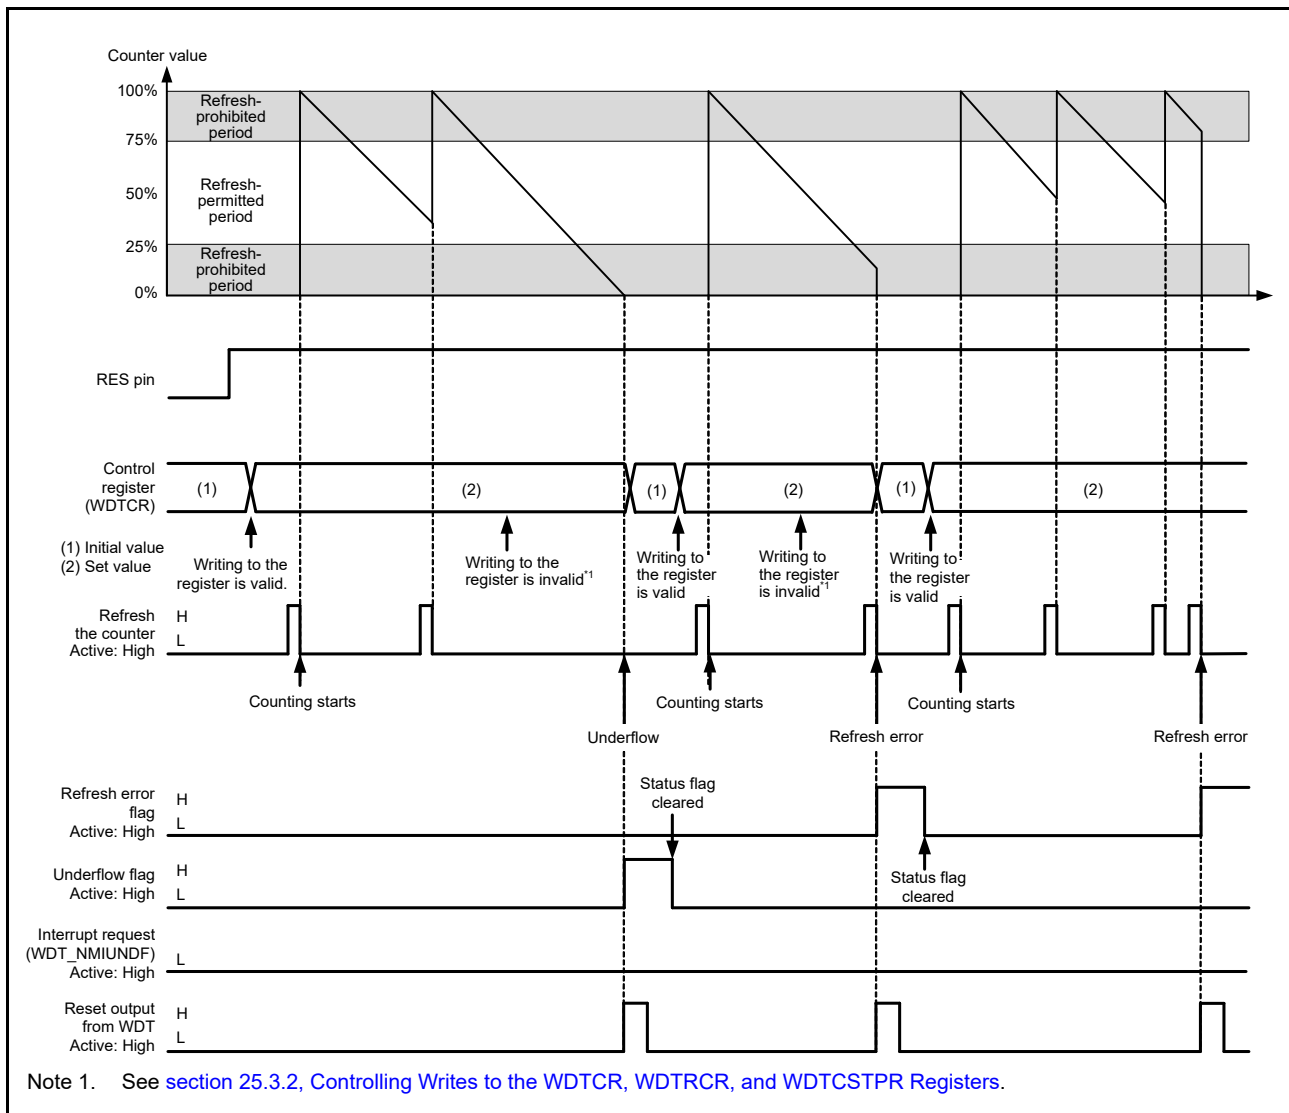 Counter value
100%
Refresh-
prohibited
period
75%
Refresh-
permitted
period
50%
25%
Refresh-
prohibited
period
0%
RES pin
Control
register
(WDTCR)
(1)
(2)
(1)
(2)
(1)
(2)
(1) Initial value
(2) Set value
Writing to the
register is valid.
Writing to the
register is invalid*1
Writing to
the register
is valid
Writing to
the register
is invalid*1
Writing to
the register
is valid
Refresh
the counter
Active: High
H
L
Counting starts
Counting starts
Counting starts
Underflow
Refresh error
Refresh error
Refresh error
flag
Active: High
H
L
Status flag
cleared
Status flag
cleared
Underflow flag
Active: High
H
L
Interrupt request
(WDT_NMIUNDF)
Active: High
L
Reset output
from WDT
Active: High
H
L
Note 1. See section 25.3.2, Controlling Writes to the WDTCR, WDTRCR, and WDTCSTPR Registers.